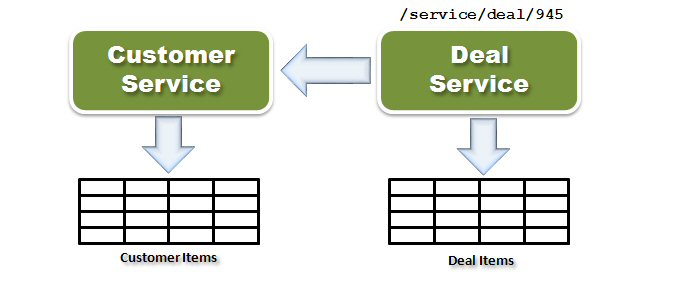 /service/deal/945
Customer
Service
Deal
Service
Customer Items
Deal Items